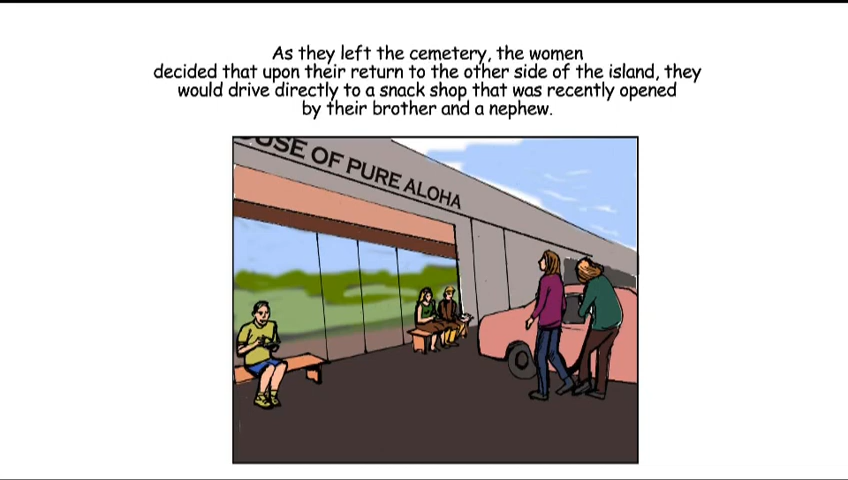 As they left the cemetery, the women
decided that upon their return to the other side of the island, they
would drive directly to a snack shop that was recently opened
by their brother and a nephew.
OUSE OF PURE ALOHA